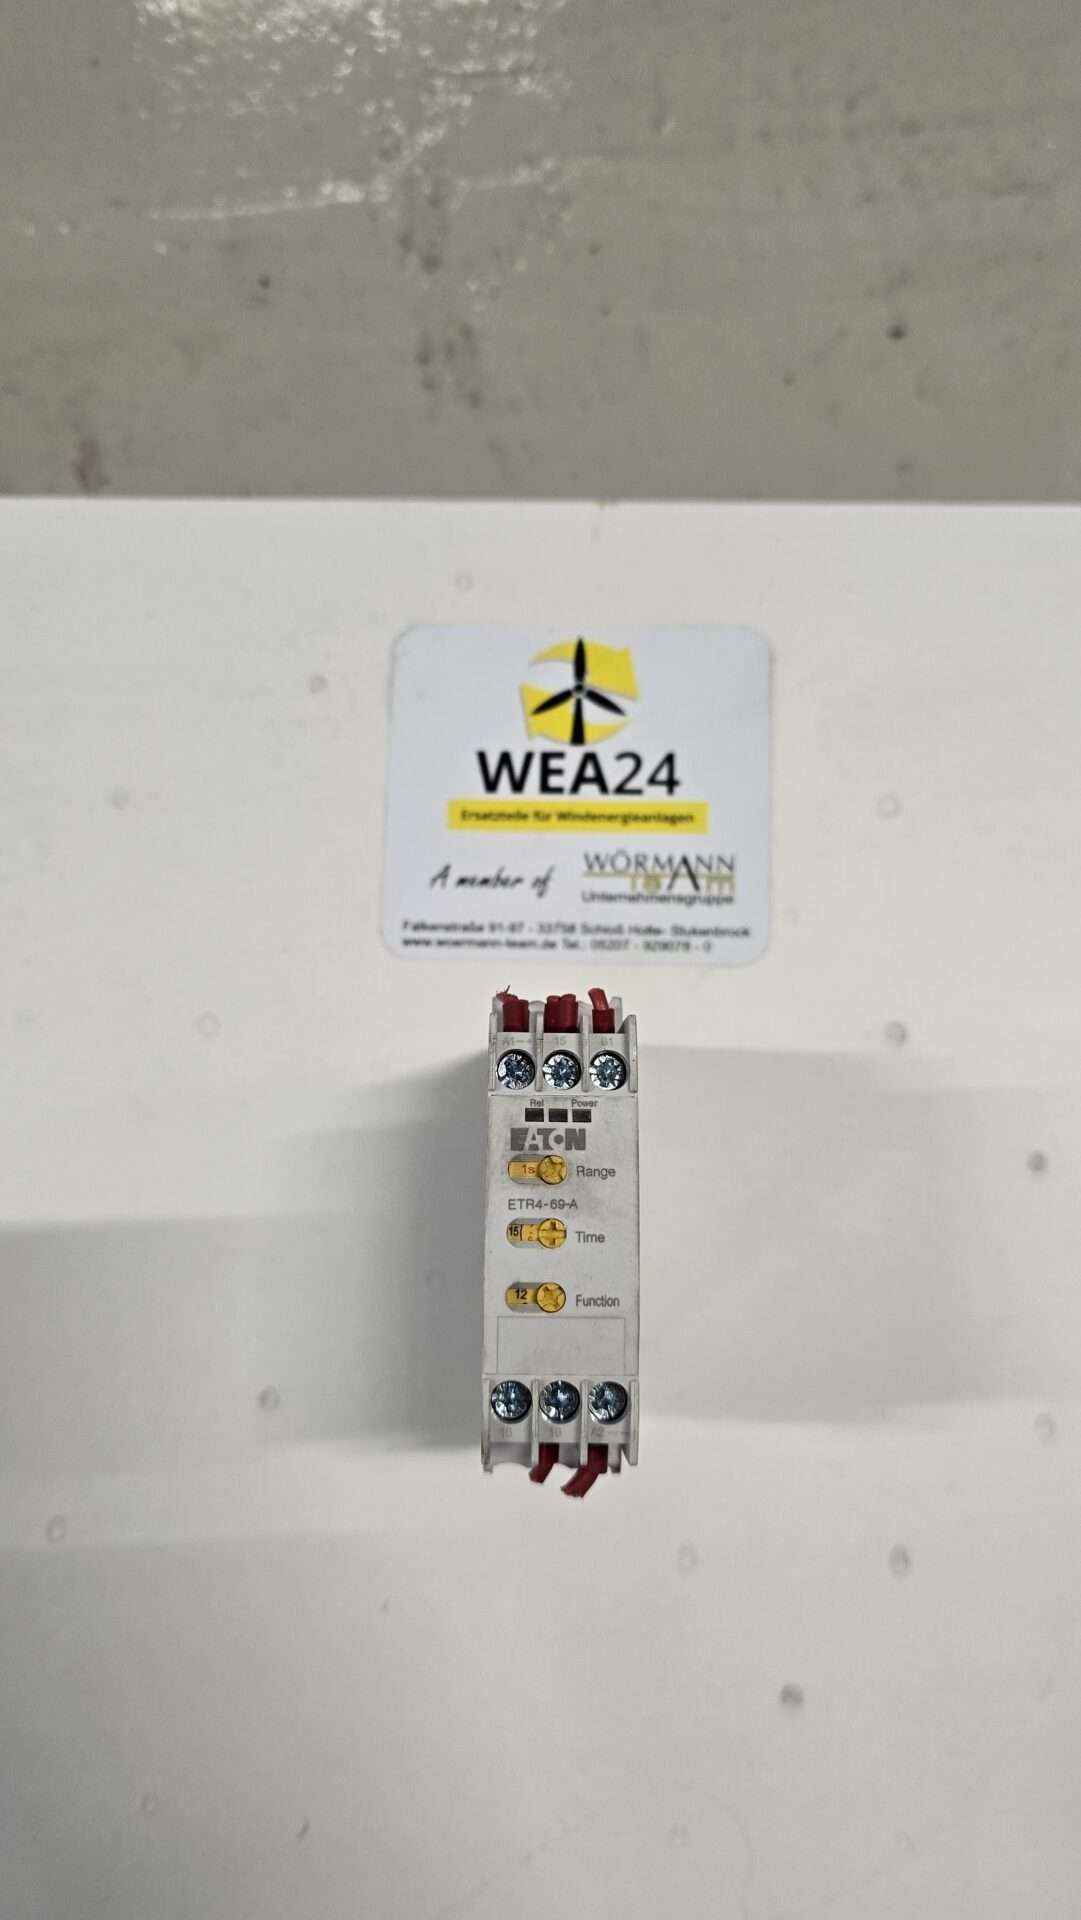 WEA24
Ersatzteile für Windenergieanlagen
A member of
WÖRMANN
TEAM
Unternehmensgruppe
Falkenstraße 91-97 - 33758 Schloß Holte- Stukenbrock
www.woermann-team.de Tel.: 05207 - 929079 - 0
A1 15 B1
Rel Power
EATON
1s Range
ETR4-69-A
15 Time
12 Function
16 A2